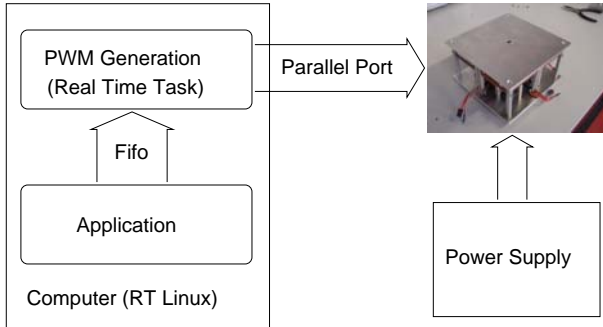 PWM Generation
(Real Time Task)
Parallel Port
Fifo
Application
Power Supply
Computer (RT Linux)